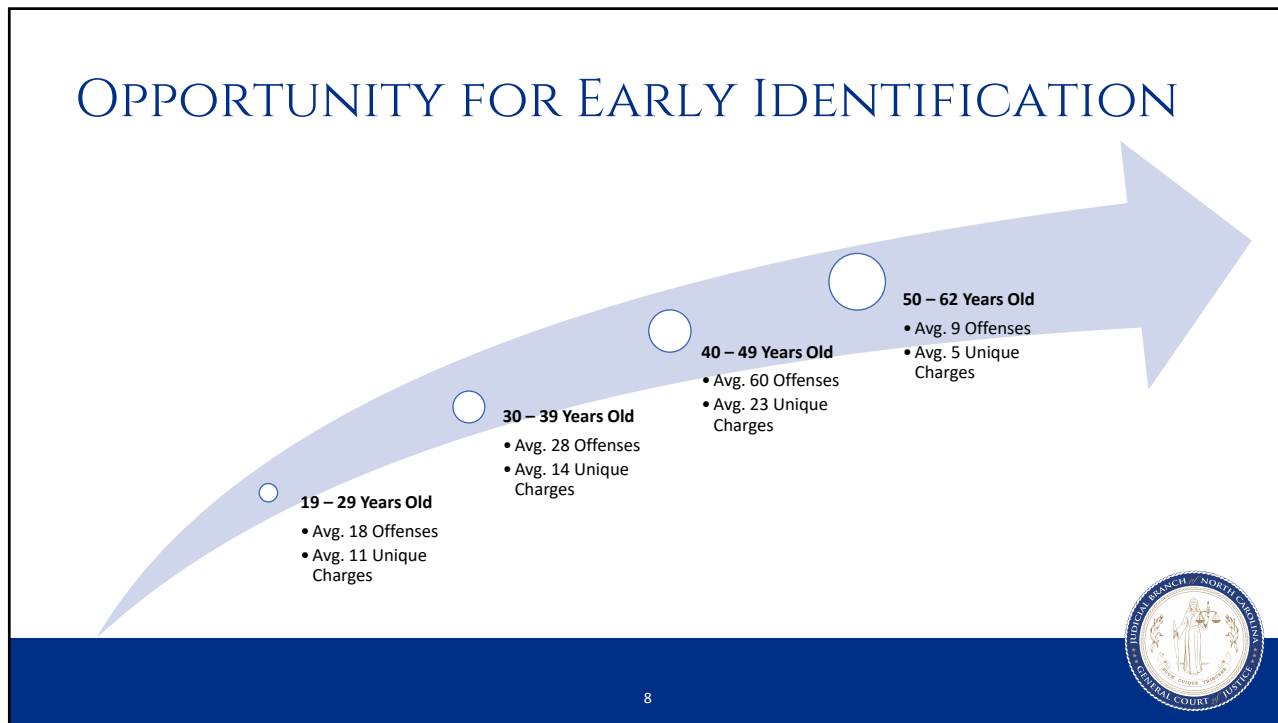 Opportunity for Early Identification
19 – 29 Years Old
• Avg. 18 Offenses
• Avg. 11 Unique
Charges
30 – 39 Years Old
• Avg. 28 Offenses
• Avg. 14 Unique
Charges
40 – 49 Years Old
• Avg. 60 Offenses
• Avg. 23 Unique
Charges
50 – 62 Years Old
• Avg. 9 Offenses
• Avg. 5 Unique
Charges
8
JUDICIAL BRANCH of NORTH CAROLINA
GENERAL COURT of JUSTICE
SUUM CUIQUE TRIBUERE